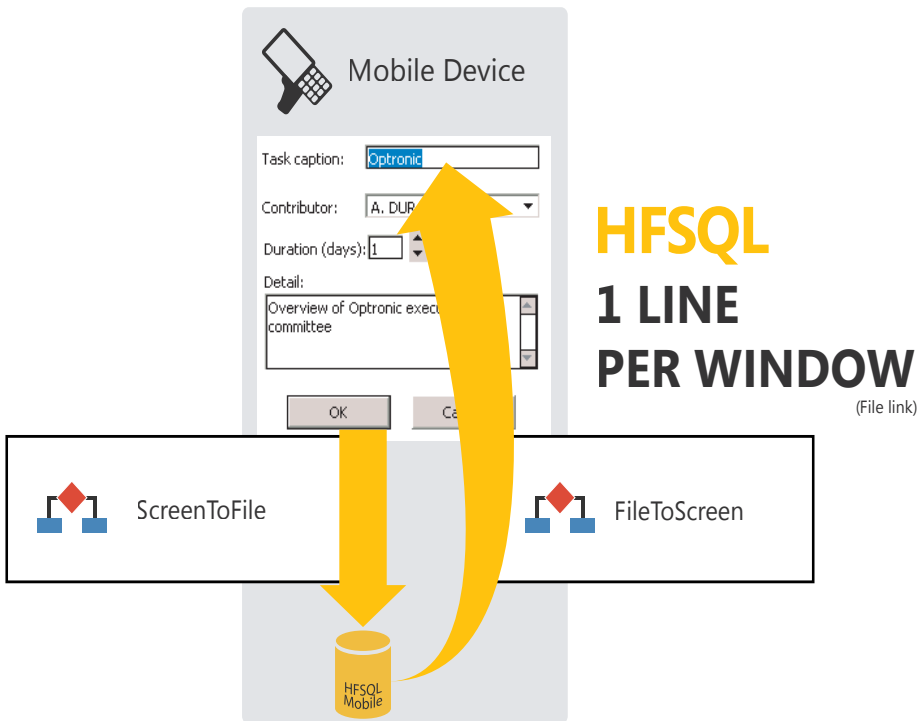 Mobile Device
Task caption: Optronic
Contributor: A. DUR
Duration (days): 1
Detail:
Overview of Optronic
committee
OK
HFSQL
1 LINE
PER WINDOW
(File link)
ScreenToFile
FileToScreen
HFSQL
Mobile